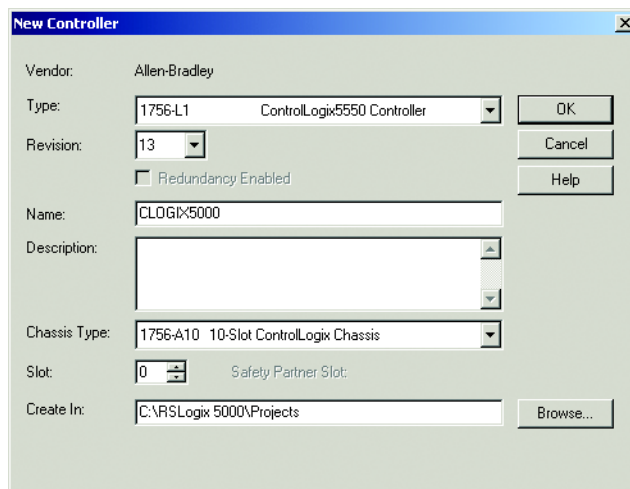 New Controller
Vendor: Allen-Bradley
Type: 1756-L1 ControlLogix5550 Controller OK
Revision: 13 Cancel
Redundancy Enabled Help
Name: CLOGIX5000
Description:
Chassis Type: 1756-A10 10-Slot ControlLogix Chassis
Slot: 0 Safety Partner Slot:
Create In: C:\RSLogix 5000\Projects Browse...